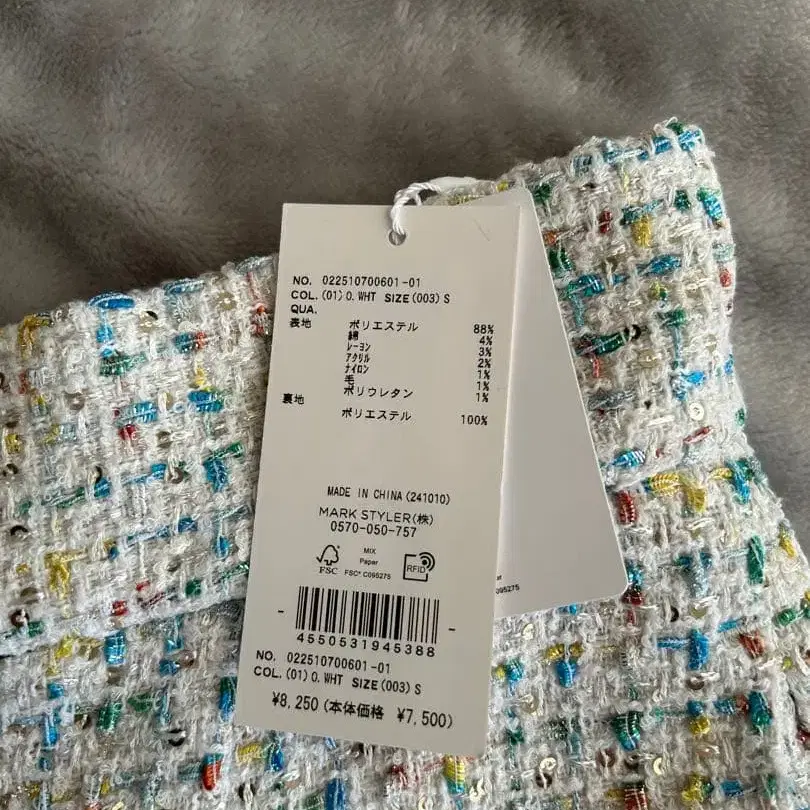 NO. 022510700601-01
COL. (01) O. WHT SIZE (003) S
QUA.
表地 ポリエステル 88%
綿 4%
レーヨン 3%
アクリル 2%
ナイロン 1%
毛 1%
ポリウレタン 1%
裏地
ポリエステル 100%
MADE IN CHINA (241010)
MARK STYLER(株)
0570-050-757
FSC
MIX
Paper
FSC® C095275
RFID
4550531945388
NO. 022510700601-01
COL. (01) O. WHT SIZE (003) S
¥8,250 (本体価格 ¥7,500)